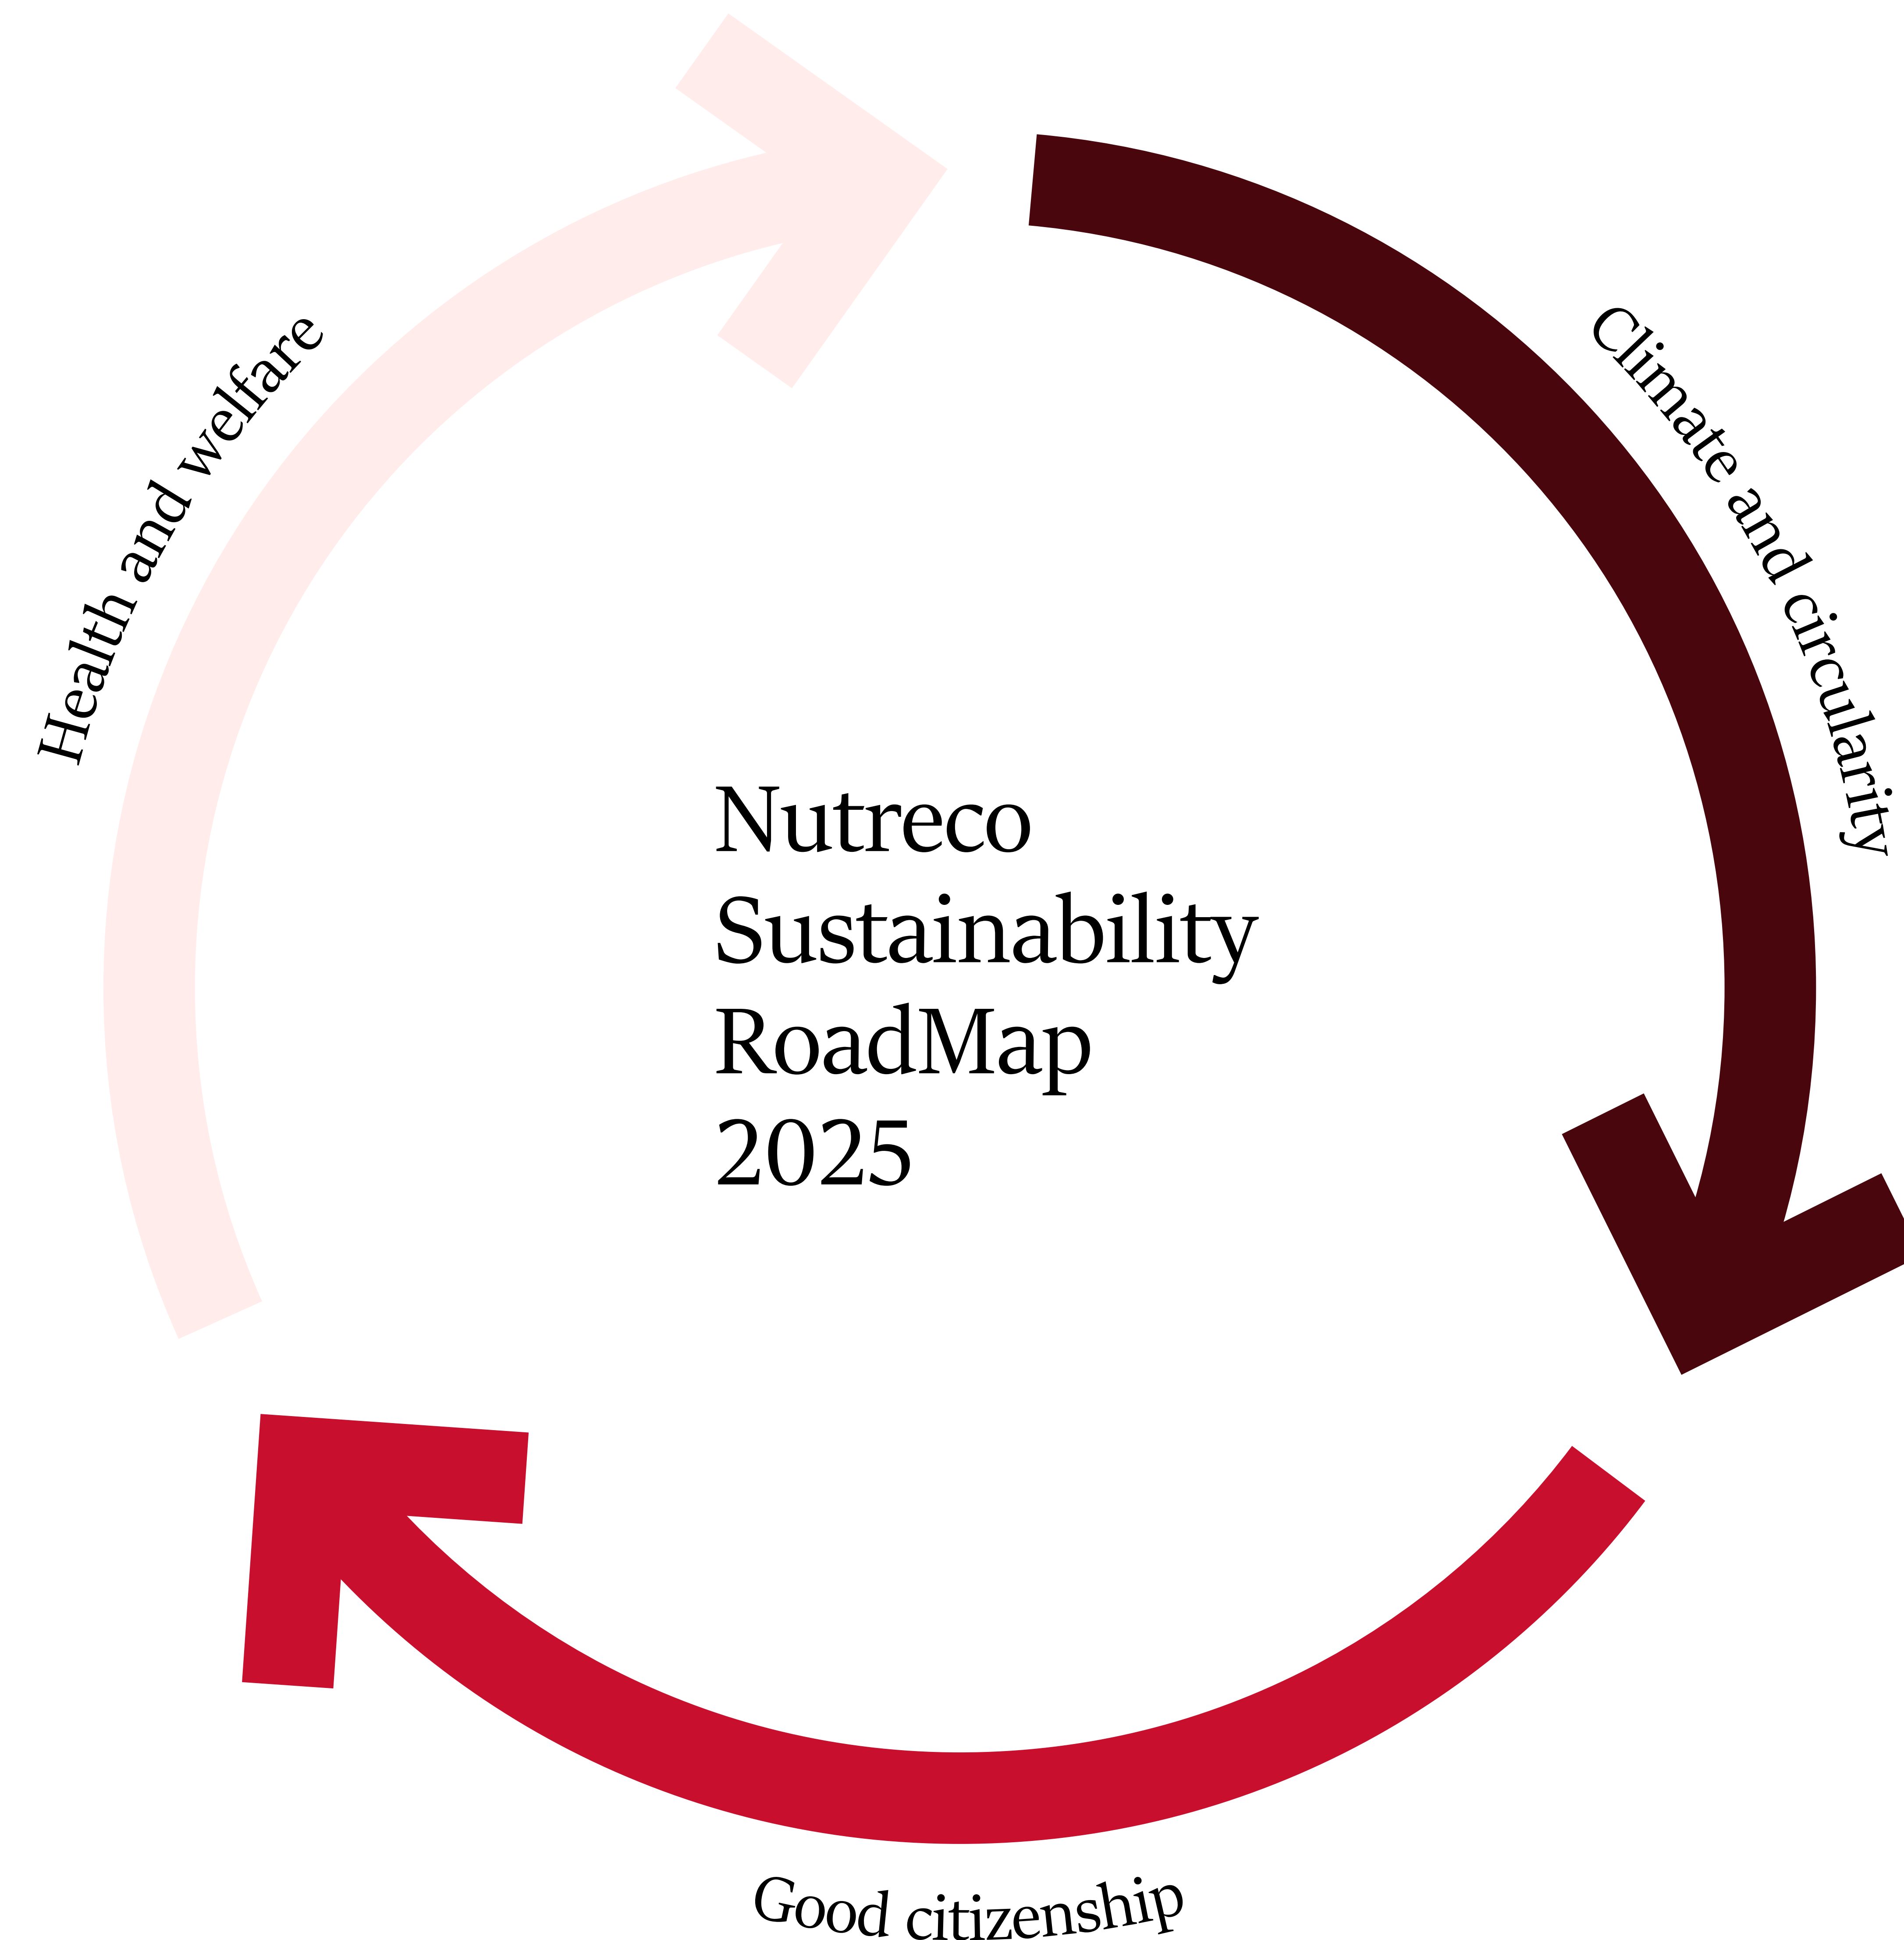 Health and welfare
Climate and circularity
Nutreco
Sustainability
RoadMap
2025
Good citizenship